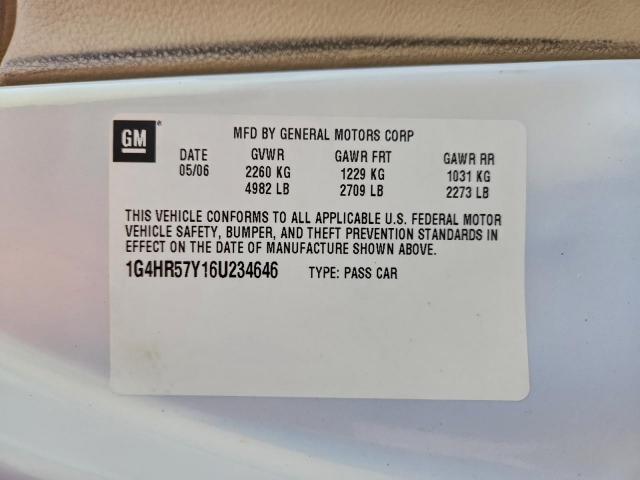 GM
MFD BY GENERAL MOTORS CORP
DATE GVWR GAWR FRT GAWR RR
05/06 2260 KG 1229 KG 1031 KG
4982 LB 2709 LB 2273 LB
THIS VEHICLE CONFORMS TO ALL APPLICABLE U.S. FEDERAL MOTOR
VEHICLE SAFETY, BUMPER, AND THEFT PREVENTION STANDARDS IN
EFFECT ON THE DATE OF MANUFACTURE SHOWN ABOVE.
1G4HR57Y16U234646 TYPE: PASS CAR